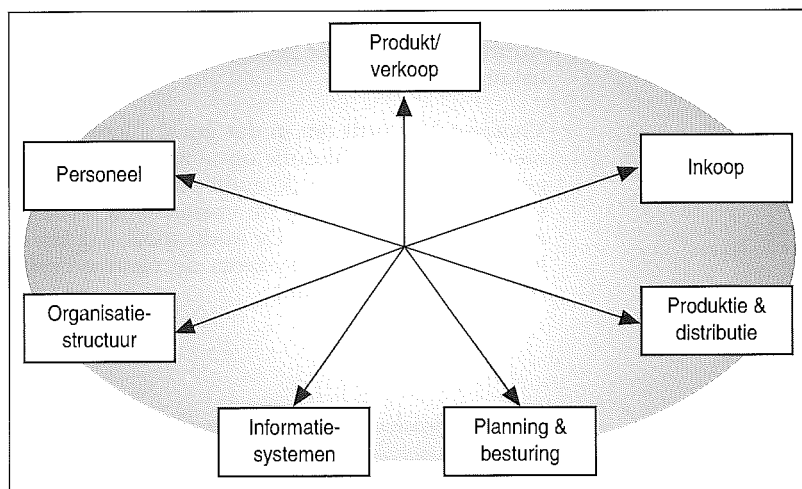 Produkt/
verkoop
Personeel
Inkoop
Organisatie-
structuur
Produktie &
distributie
Informatie-
systemen
Planning &
besturing